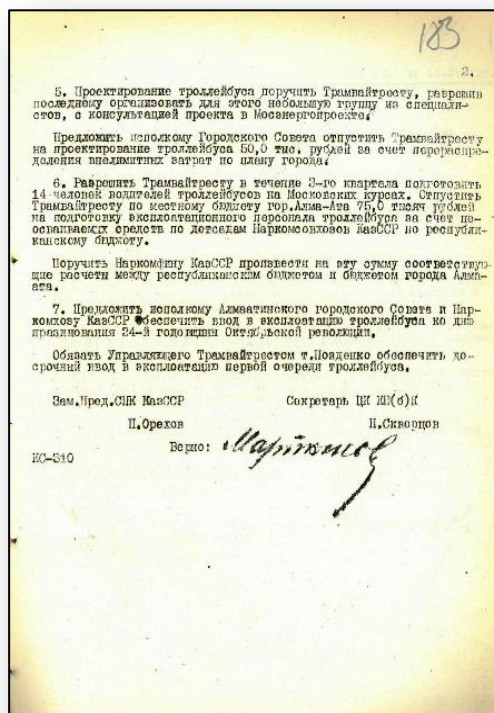 183
2.
5. Проектирование троллейбуса поручить Трамвайтресту, разрешив
последнему организовать для этого небольшую группу из специали-
стов, с консультацией проекта в Мосэнергопроекте.
Предложить исполкому Городского Совета отпустить Трамвайтресту
на проектирование троллейбуса 50,0 тыс. рублей за счет перераспре-
деления внелимитных затрат по плану города.
6. Разрешить Трамвайтресту в течение 3-го квартала подготовить
14 человек водителей троллейбусов на Московских курсах. Отпустить
Трамвайтресту по местному бюджету гор.Алма-Ата 75,0 тысяч рублей
на подготовку эксплоатационного персонала троллейбуса за счет не-
осваиваемых средств по детсадам Наркомсовхозов КазССР по республи-
канскому бюджету.
Поручить Наркомфину КазССР произвести на эту сумму соответствую-
щие расчеты между республиканским бюджетом и бюджетом города Алма-
ата.
7. Предложить исполкому Алмаатинского городского Совета и Нар-
комхозу КазССР обеспечить ввод в эксплоатацию троллейбуса ко дню
празднования 24-й годовщины Октябрьской революции.
Обязать Управляющего Трамвайтрестом т.Позденко обеспечить до-
срочный ввод в эксплоатацию первой очереди троллейбуса.
Зам.Пред.СНК КазССР Секретарь ЦК КП(б)К
П.Орехов Н.Скворцов
Верно:
КС-310